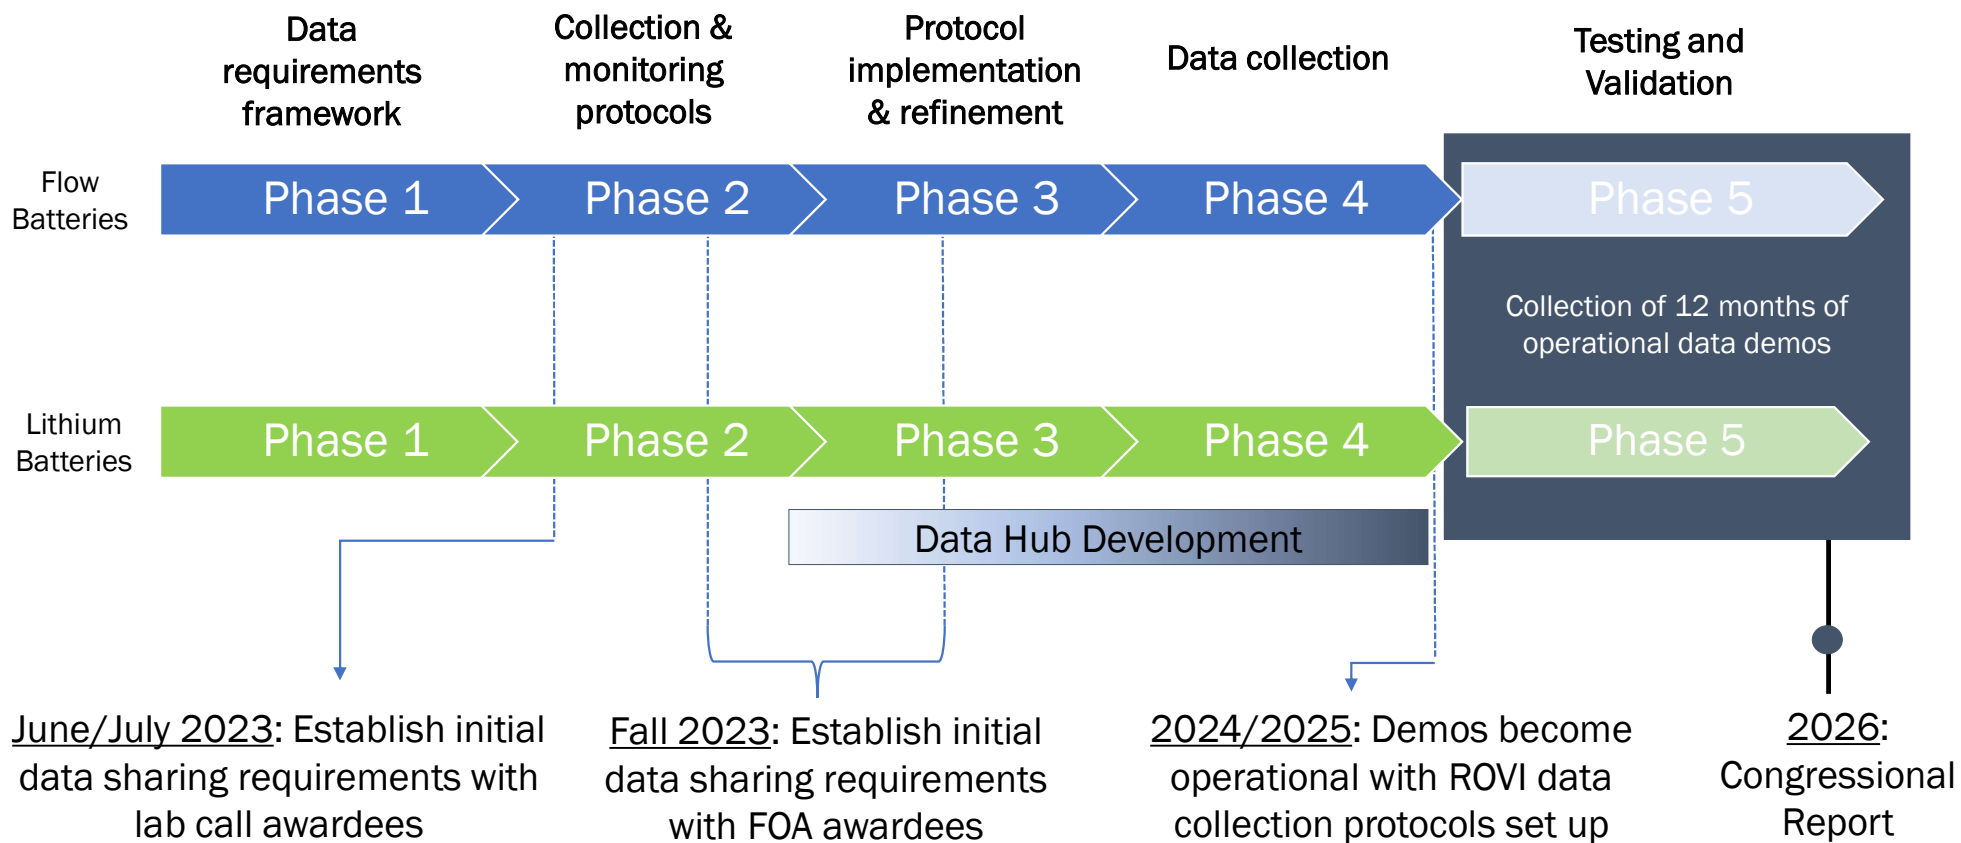 Data
requirements
framework
Collection &
monitoring
protocols
Protocol
implementation
& refinement
Data collection
Testing and
Validation
Flow
Batteries
Phase 1
Phase 2
Phase 3
Phase 4
Phase 5
Collection of 12 months of
operational data demos
Lithium
Batteries
Phase 1
Phase 2
Phase 3
Phase 4
Phase 5
Data Hub Development
June/July 2023: Establish initial
data sharing requirements with
lab call awardees
Fall 2023: Establish initial
data sharing requirements
with FOA awardees
2024/2025: Demos become
operational with ROVI data
collection protocols set up
2026:
Congressional
Report